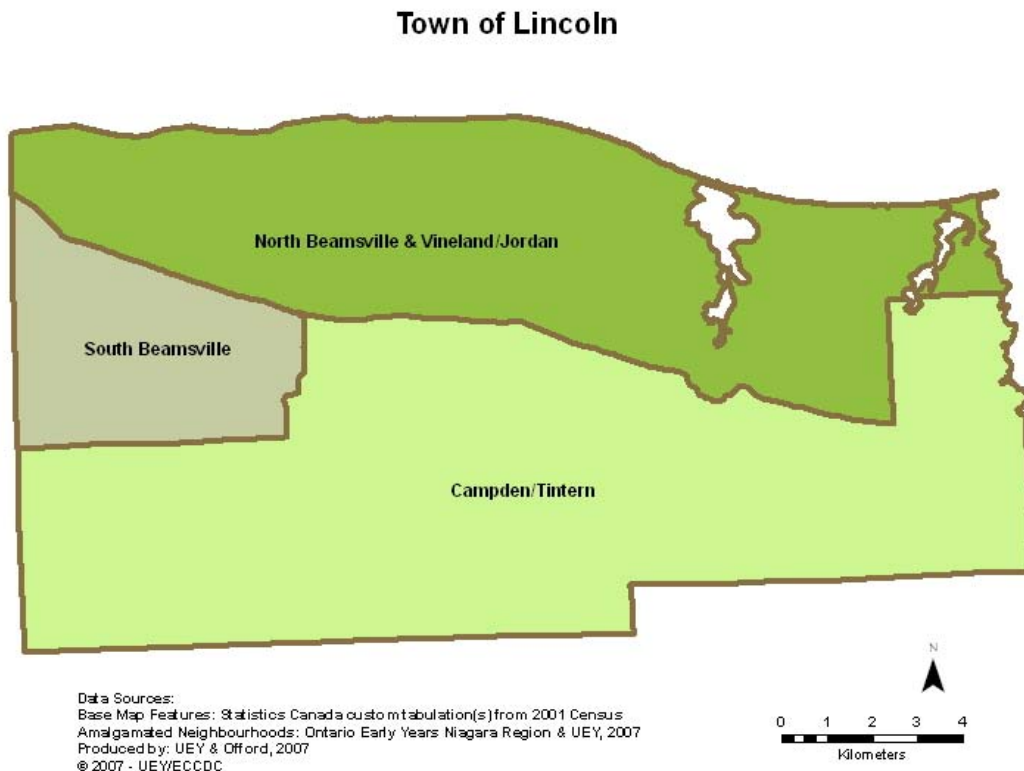 Town of Lincoln
North Beamsville & Vineland/Jordan
South Beamsville
Campden/Tintern
N
Data Sources:
Base Map Features: Statistics Canada custom tabulation(s) from 2001 Census
Amalgamated Neighbourhoods: Ontario Early Years Niagara Region & UEY, 2007
Produced by: UEY & Offord, 2007
© 2007 - UEY/ECCDC
0 1 2 3 4
Kilometers